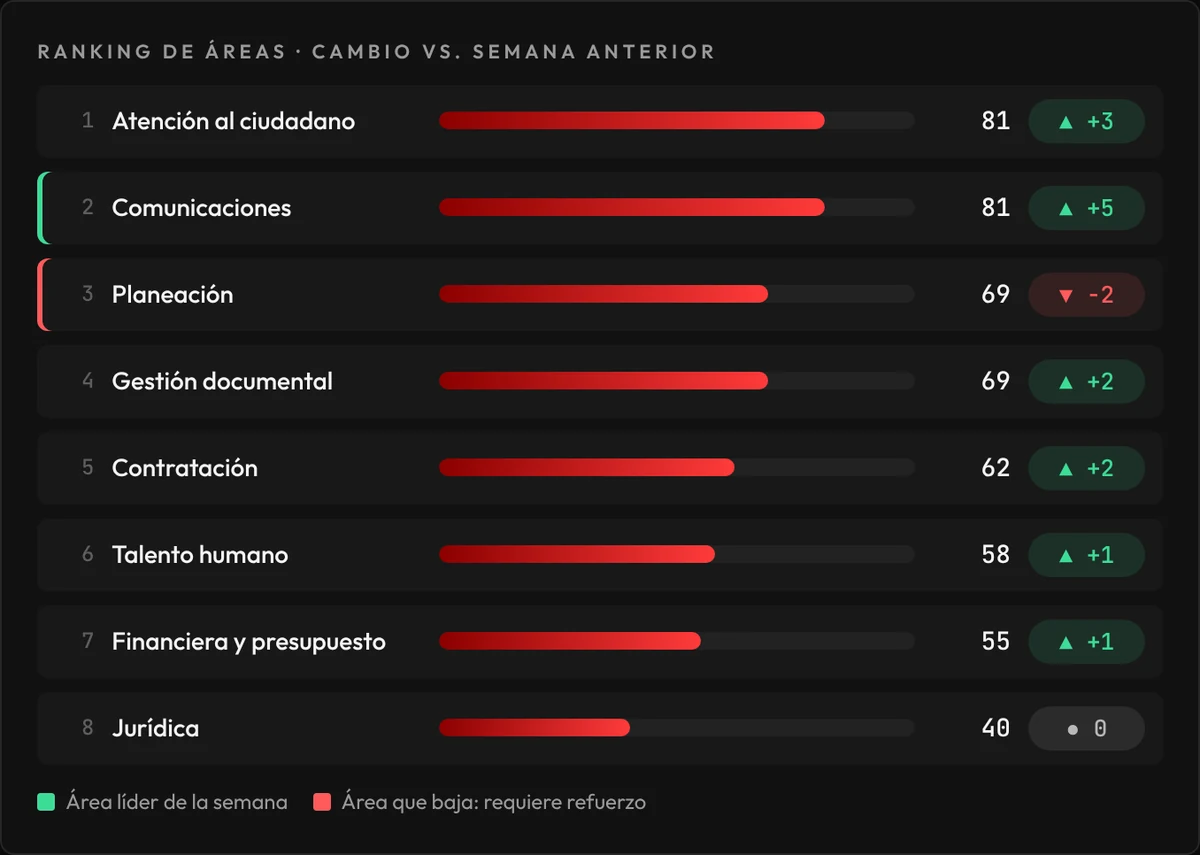 RANKING DE ÁREAS · CAMBIO VS. SEMANA ANTERIOR
1 Atención al ciudadano 81 ▲ +3
2 Comunicaciones 81 ▲ +5
3 Planeación 69 ▼ -2
4 Gestión documental 69 ▲ +2
5 Contratación 62 ▲ +2
6 Talento humano 58 ▲ +1
7 Financiera y presupuesto 55 ▲ +1
8 Jurídica 40 ● 0
Área líder de la semana Área que baja: requiere refuerzo